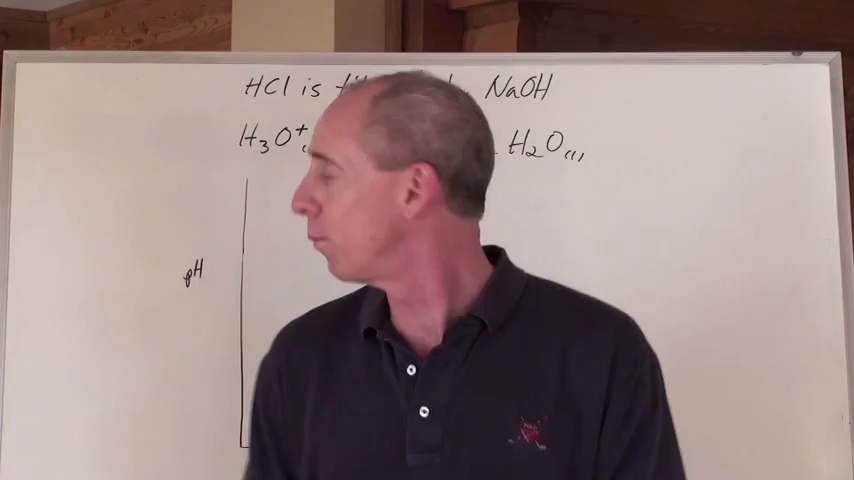 HCl is NaOH
H₃O⁺ H₂O(l)
pH